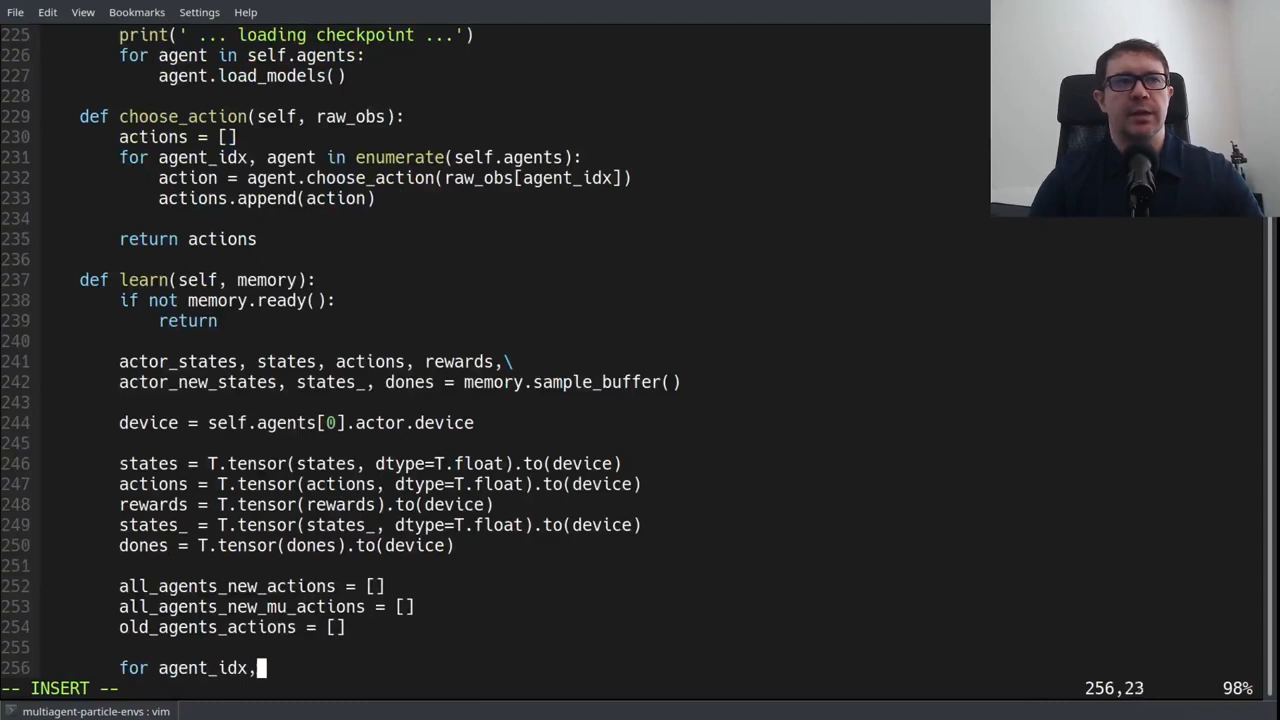 File Edit View Bookmarks Settings Help
225 print(' ... loading checkpoint ...')
226 for agent in self.agents:
227 agent.load_models()
228
229 def choose_action(self, raw_obs):
230 actions = []
231 for agent_idx, agent in enumerate(self.agents):
232 action = agent.choose_action(raw_obs[agent_idx])
233 actions.append(action)
234
235 return actions
236
237 def learn(self, memory):
238 if not memory.ready():
239 return
240
241 actor_states, states, actions, rewards,\
242 actor_new_states, states_, dones = memory.sample_buffer()
243
244 device = self.agents[0].actor.device
245
246 states = T.tensor(states, dtype=T.float).to(device)
247 actions = T.tensor(actions, dtype=T.float).to(device)
248 rewards = T.tensor(rewards).to(device)
249 states_ = T.tensor(states_, dtype=T.float).to(device)
250 dones = T.tensor(dones).to(device)
251
252 all_agents_new_actions = []
253 all_agents_new_mu_actions = []
254 old_agents_actions = []
255
256 for agent_idx,
-- INSERT -- 256,23 98%
multiagent-particle-envs : vim